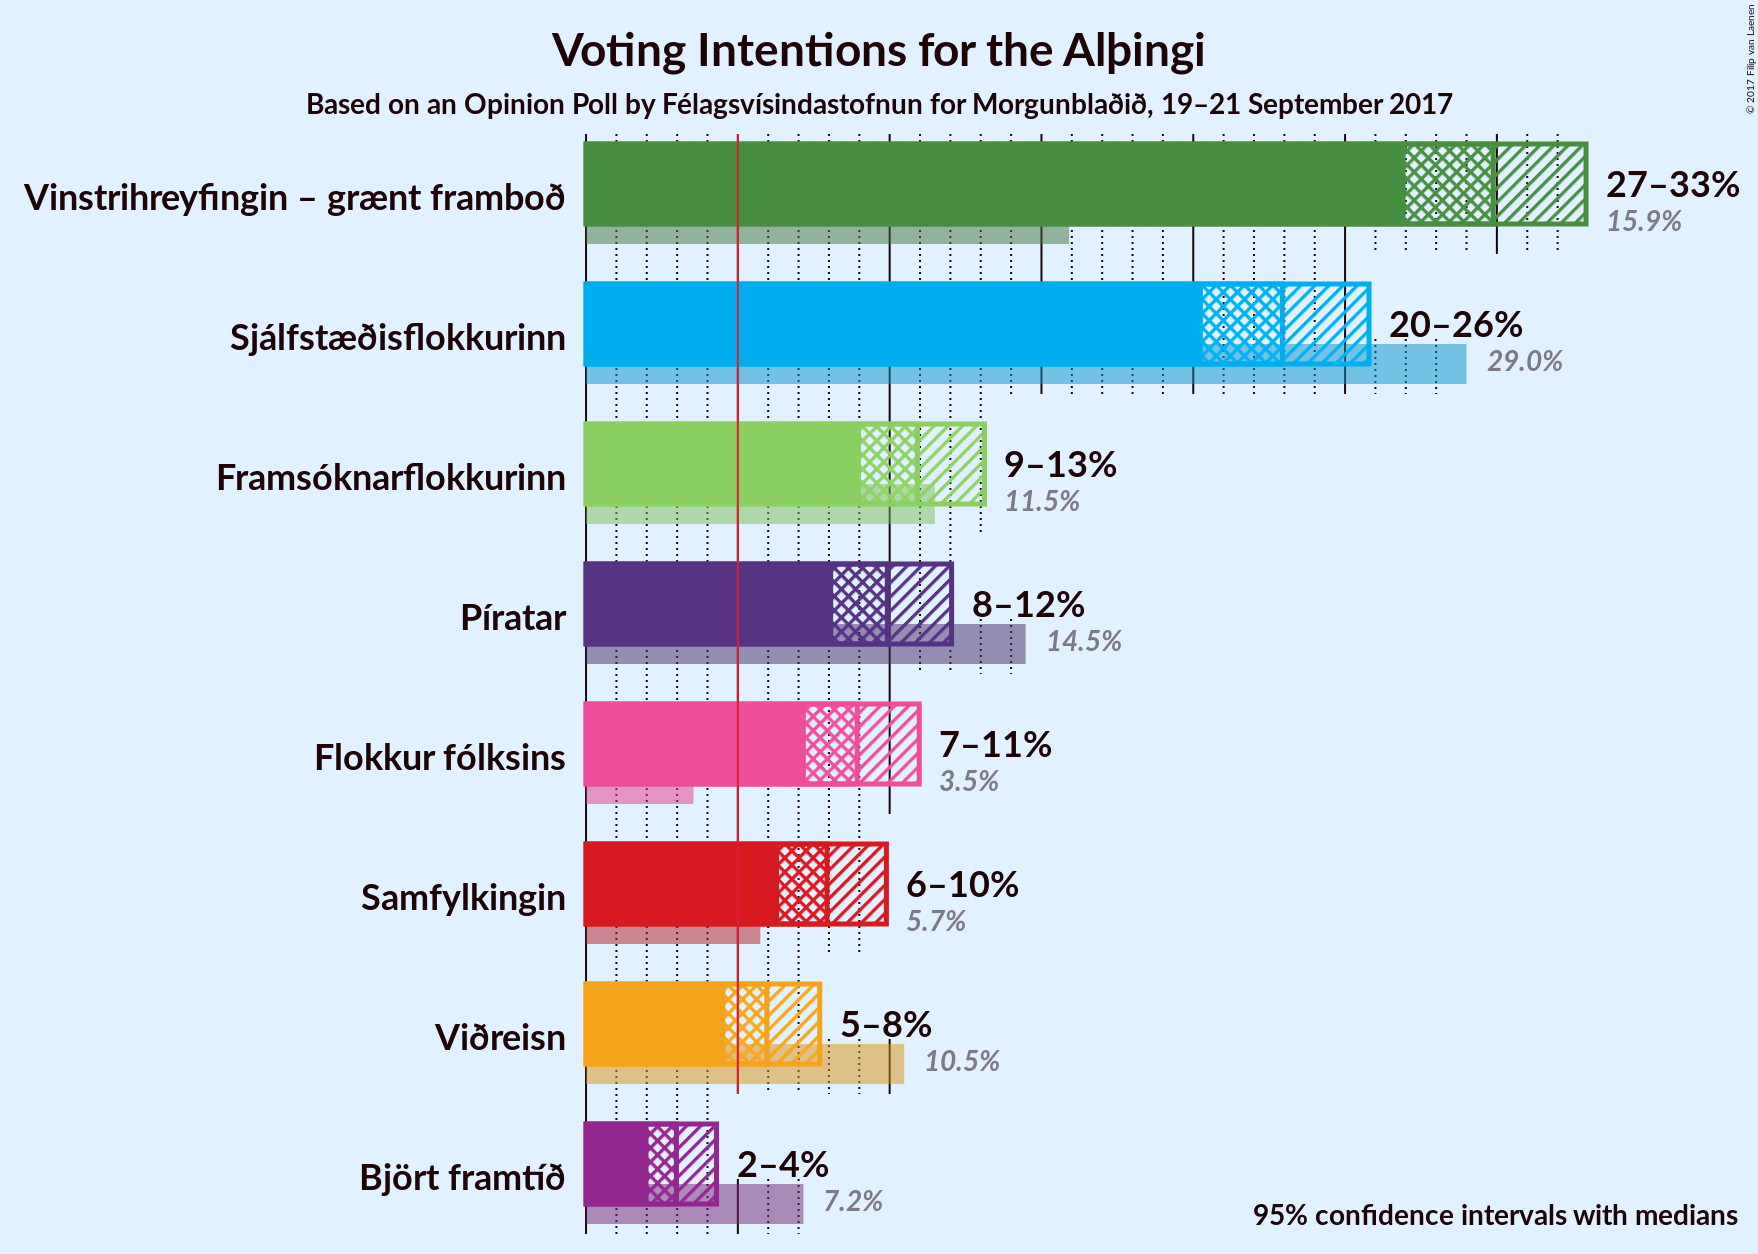 Voting Intentions for the Alþingi
Based on an Opinion Poll by Félagsvísindastofnun for Morgunblaðið, 19–21 September 2017
© 2017 Filip van Laenen
Vinstrihreyfingin – grænt framboð
27–33%
15.9%
Sjálfstæðisflokkurinn
20–26%
29.0%
Framsóknarflokkurinn
9–13%
11.5%
Píratar
8–12%
14.5%
Flokkur fólksins
7–11%
3.5%
Samfylkingin
6–10%
5.7%
Viðreisn
5–8%
10.5%
Björt framtíð
2–4%
7.2%
95% confidence intervals with medians